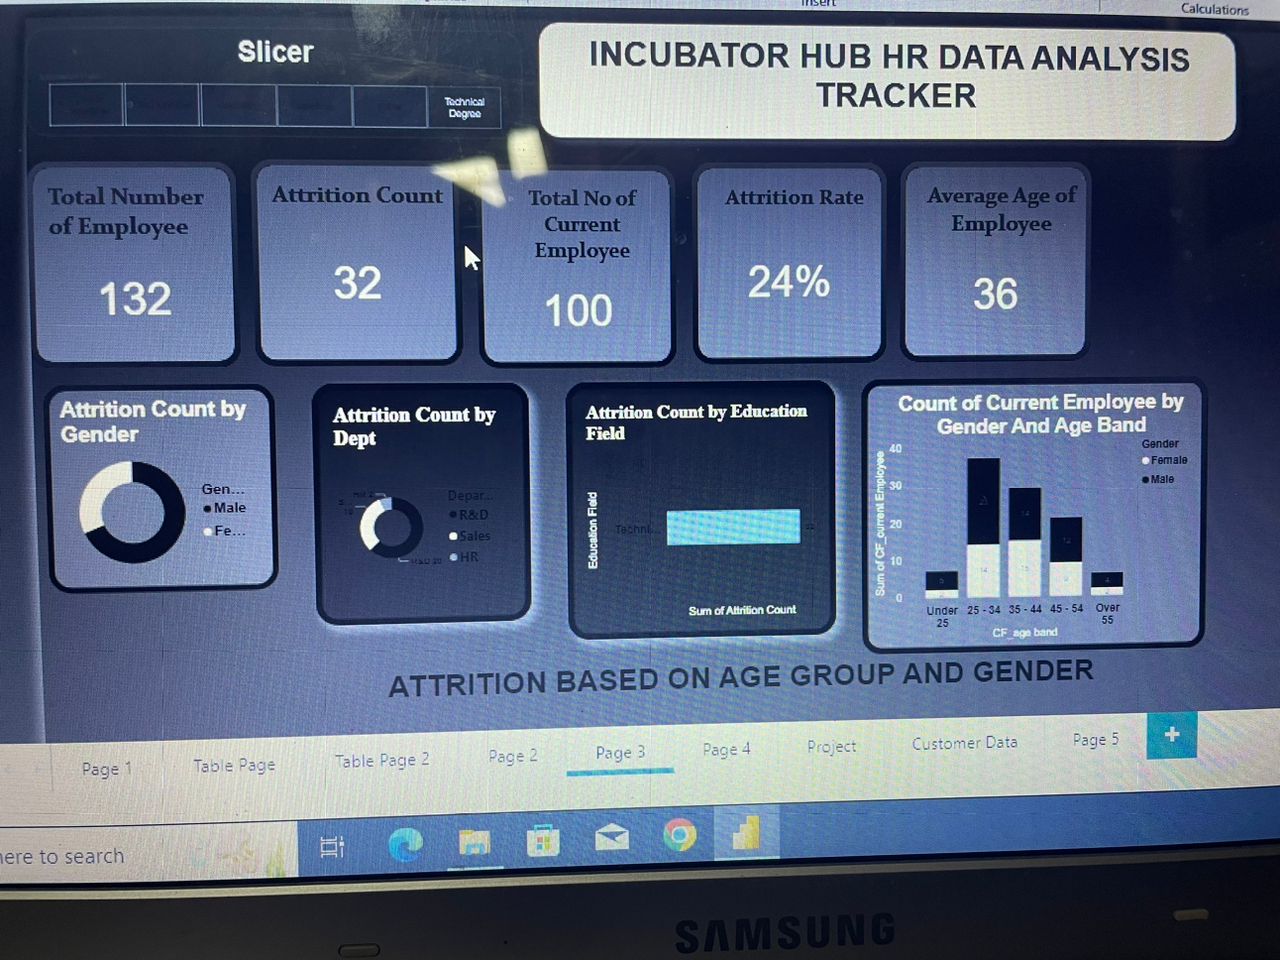 Insert
Calculations
Slicer
Technical
Degree
INCUBATOR HUB HR DATA ANALYSIS
TRACKER
Total Number
of Employee
132
Attrition Count
32
Total No of
Current
Employee
100
Attrition Rate
24%
Average Age of
Employee
36
Attrition Count by
Gender
Gen...
Male
Fe...
Attrition Count by
Dept
Depar...
R&D
Sales
HR
Attrition Count by Education
Field
Education Field
Techni...
Sum of Attrition Count
Count of Current Employee by
Gender And Age Band
Gender
Female
Male
Sum of CF_current Employee
40
30
20
10
0
Under
25
25 - 34
35 - 44
45 - 54
Over
55
CF_age band
ATTRITION BASED ON AGE GROUP AND GENDER
Page 1
Table Page
Table Page 2
Page 2
Page 3
Page 4
Project
Customer Data
Page 5
+
here to search
SAMSUNG